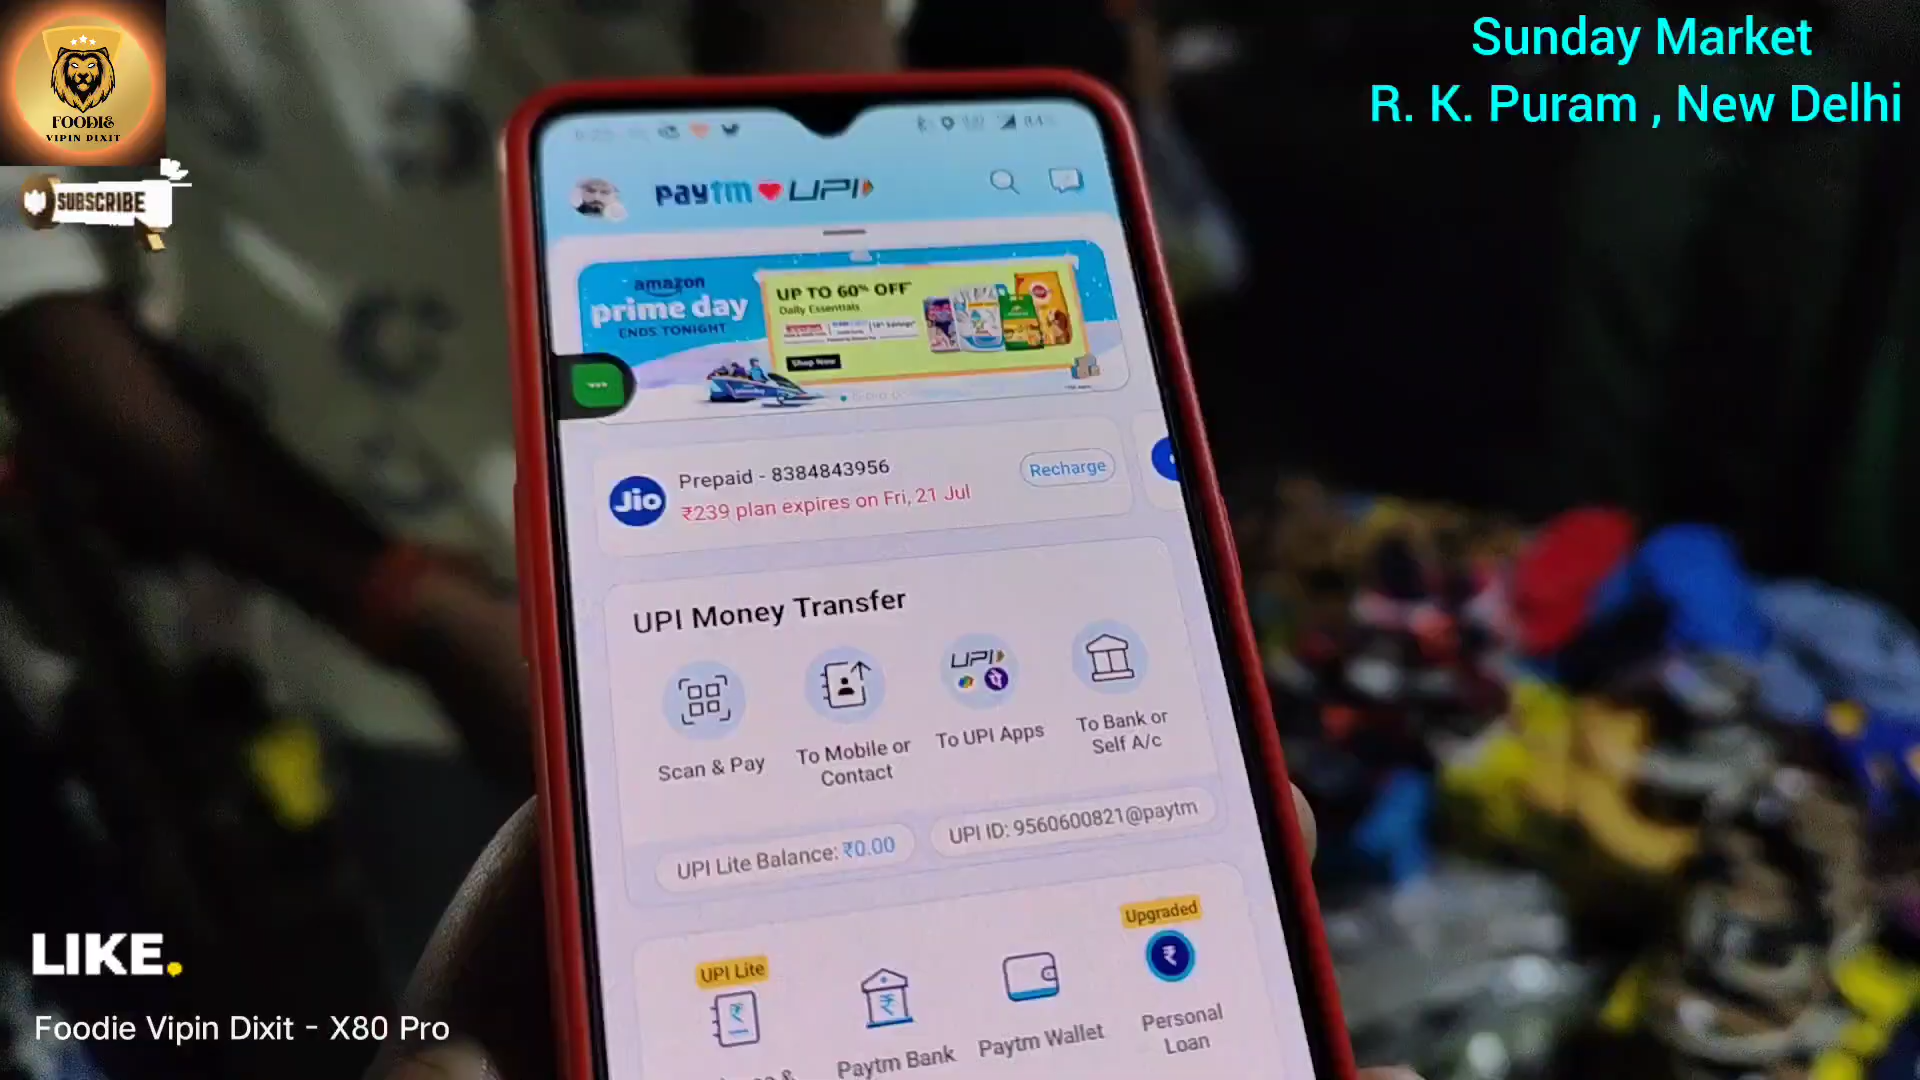 FOODIE
VIPIN DIXIT
SUBSCRIBE
Sunday Market
R. K. Puram , New Delhi
paytm UPI
amazon
prime day
ENDS TONIGHT
UP TO 60% OFF
Daily Essentials
Shop Now
Jio
Prepaid - 8384843956
₹239 plan expires on Fri, 21 Jul
Recharge
UPI Money Transfer
UPI
Scan & Pay
To Mobile or
Contact
To UPI Apps
To Bank or
Self A/c
UPI Lite Balance: ₹0.00
UPI ID: 9560600821@paytm
UPI Lite
Upgraded
Paytm Bank
Paytm Wallet
Personal
Loan
LIKE.
Foodie Vipin Dixit - X80 Pro